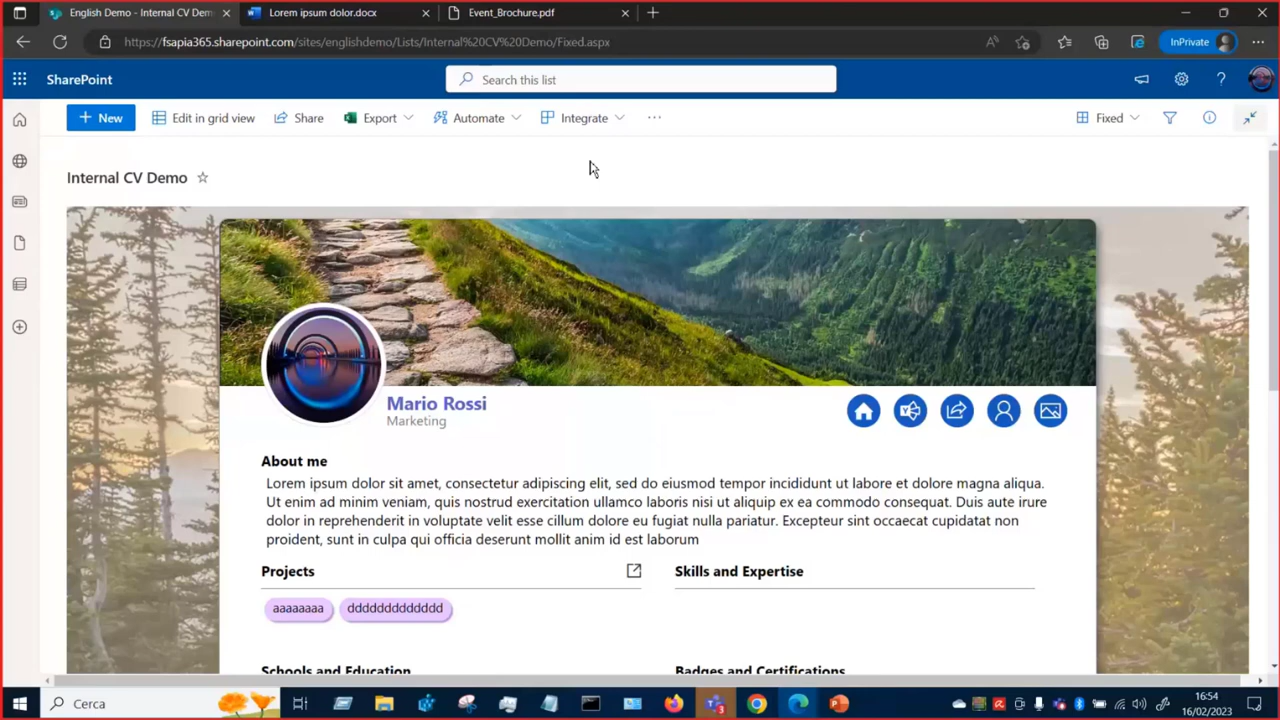 English Demo - Internal CV Dem
Lorem ipsum dolor.docx
Event_Brochure.pdf
https://fsapia365.sharepoint.com/sites/englishdemo/Lists/Internal%20CV%20Demo/Fixed.aspx
InPrivate
SharePoint
Search this list
New
Edit in grid view
Share
Export
Automate
Integrate
Fixed
Internal CV Demo
Mario Rossi
Marketing
About me
Lorem ipsum dolor sit amet, consectetur adipiscing elit, sed do eiusmod tempor incididunt ut labore et dolore magna aliqua.
Ut enim ad minim veniam, quis nostrud exercitation ullamco laboris nisi ut aliquip ex ea commodo consequat. Duis aute irure
dolor in reprehenderit in voluptate velit esse cillum dolore eu fugiat nulla pariatur. Excepteur sint occaecat cupidatat non
proident, sunt in culpa qui officia deserunt mollit anim id est laborum
Projects
Skills and Expertise
aaaaaaaa
ddddddddddddd
Schools and Education
Badges and Certifications
Cerca
3
16:54
16/02/2023